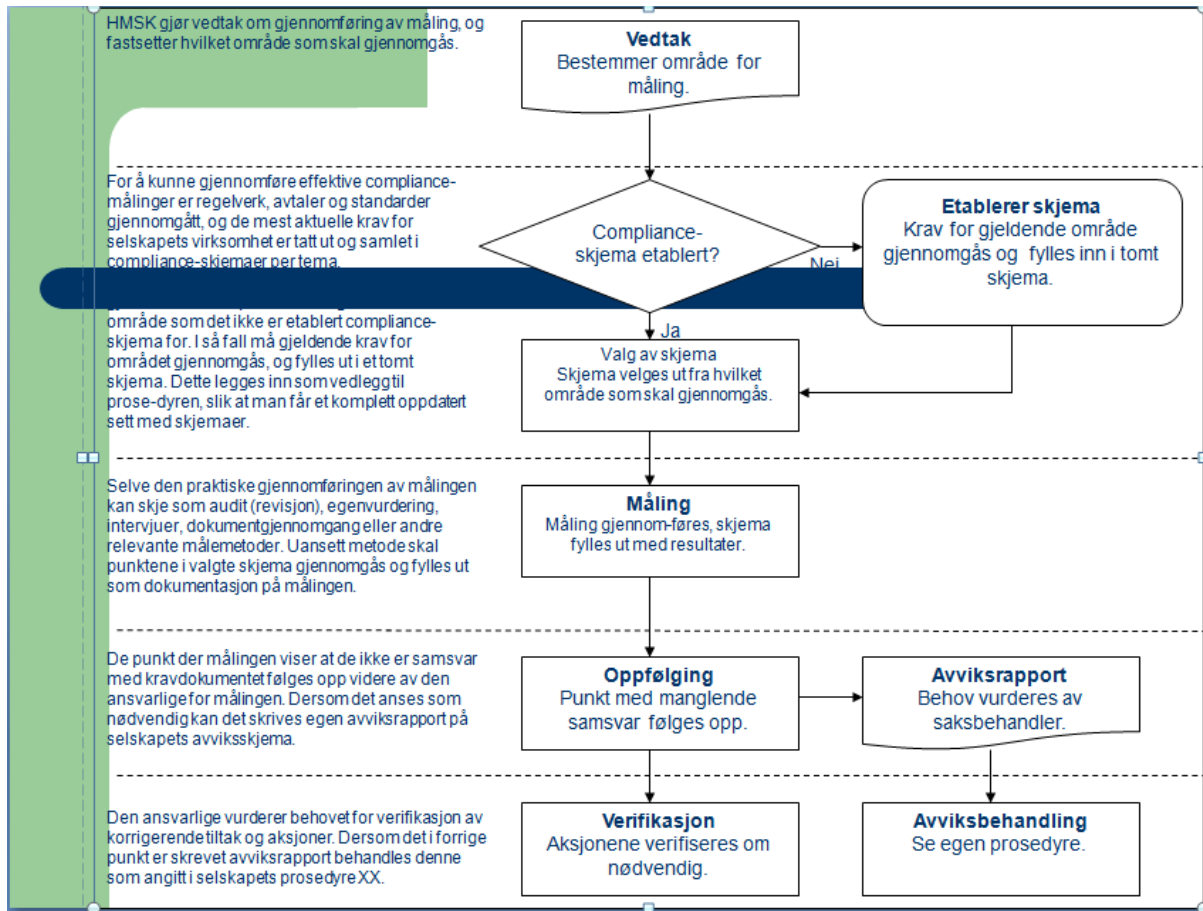 HMSK gjør vedtak om gjennomføring av måling, og
fastsetter hvilket område som skal gjennomgås.
Vedtak
Bestemmer område for
måling.
For å kunne gjennomføre effektive compliance-
målinger er regelverk, avtaler og standarder
gjennomgått, og de mest aktuelle krav for
selskapets virksomhet er tatt ut og samlet i
compliance-skjemaer per tema.
område som det ikke er etablert compliance-
skjema for. I så fall må gjeldende krav for
området gjennomgås, og fylles ut i et tomt
skjema. Dette legges inn som vedlegg til
prose-dyren, slik at man får et komplett oppdatert
sett med skjemaer.
Compliance-
skjema etablert?
Nei
Etablerer skjema
Krav for gjeldende område
gjennomgås og fylles inn i tomt
skjema.
Ja
Valg av skjema
Skjema velges ut fra hvilket
område som skal gjennomgås.
Selve den praktiske gjennomføringen av målingen
kan skje som audit (revisjon), egenvurdering,
intervjuer, dokumentgjennomgang eller andre
relevante målemetoder. Uansett metode skal
punktene i valgte skjema gjennomgås og fylles ut
som dokumentasjon på målingen.
Måling
Måling gjennom-føres, skjema
fylles ut med resultater.
De punkt der målingen viser at de ikke er samsvar
med kravdokumentet følges opp videre av den
ansvarlige for målingen. Dersom det anses som
nødvendig kan det skrives egen avviksrapport på
selskapets avviksskjema.
Oppfølging
Punkt med manglende
samsvar følges opp.
Avviksrapport
Behov vurderes av
saksbehandler.
Den ansvarlige vurderer behovet for verifikasjon av
korrigerende tiltak og aksjoner. Dersom det i forrige
punkt er skrevet avviksrapport behandles denne
som angitt i selskapets prosedyre XX.
Verifikasjon
Aksjonene verifiseres om
nødvendig.
Avviksbehandling
Se egen prosedyre.